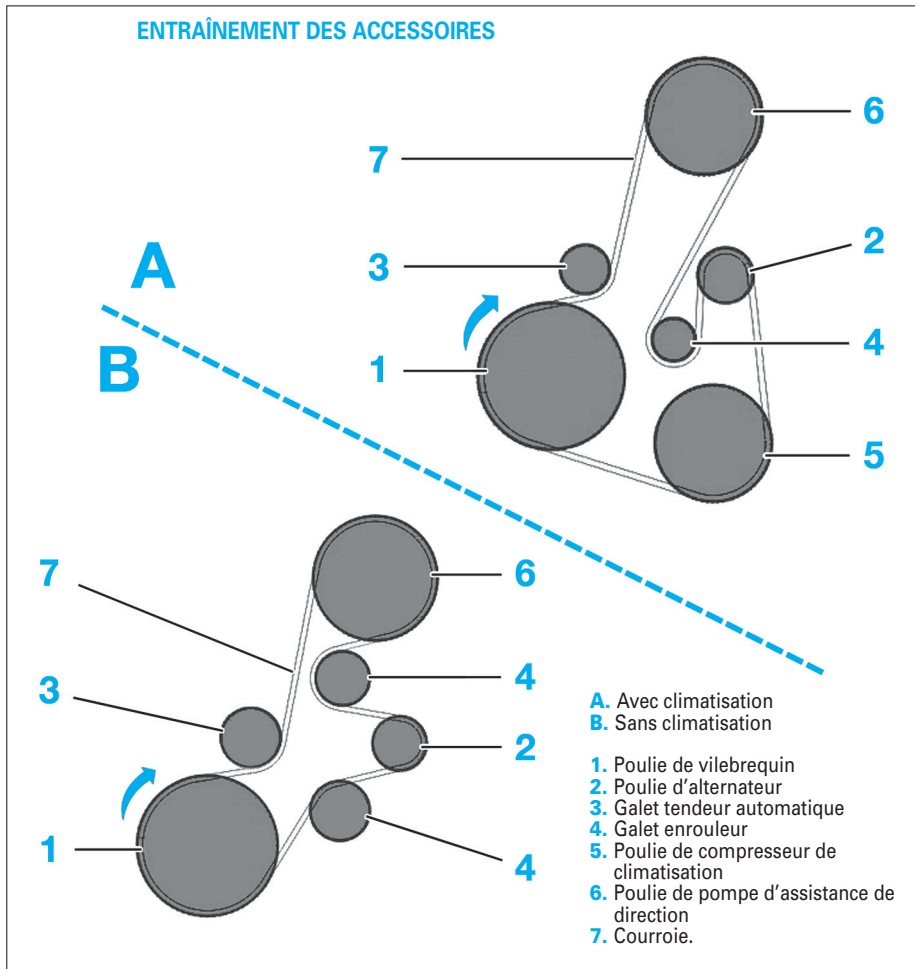 ENTRAÎNEMENT DES ACCESSOIRES
6
7
2
3
A
4
1
B
5
7
6
3
4
2
1
4
A. Avec climatisation
B. Sans climatisation
1. Poulie de vilebrequin
2. Poulie d'alternateur
3. Galet tendeur automatique
4. Galet enrouleur
5. Poulie de compresseur de
climatisation
6. Poulie de pompe d'assistance de
direction
7. Courroie.